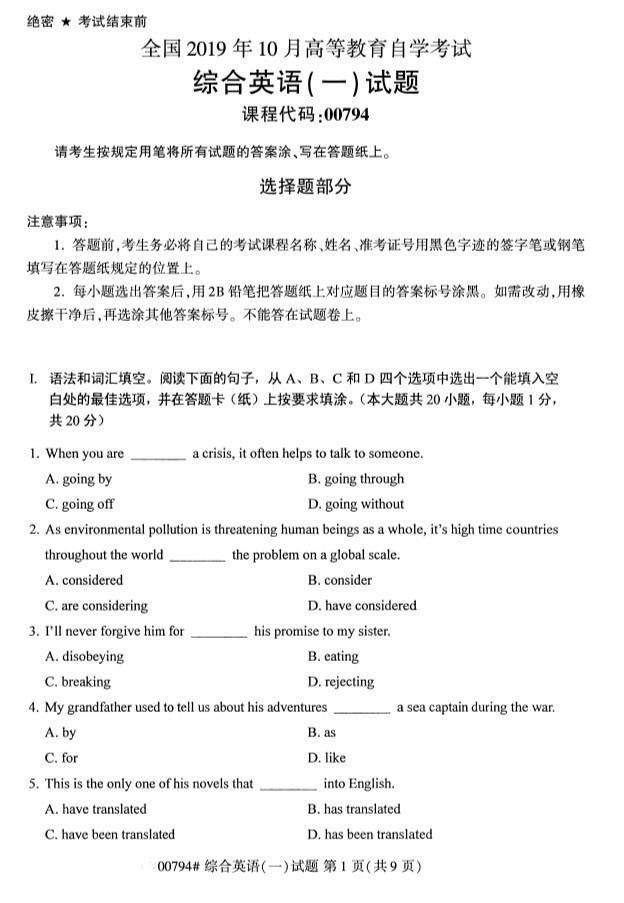 绝密 ★ 考试结束前
全国 2019 年 10 月高等教育自学考试
综合英语(一)试题
课程代码:00794
请考生按规定用笔将所有试题的答案涂、写在答题纸上。
选择题部分
注意事项:
1. 答题前,考生务必将自己的考试课程名称、姓名、准考证号用黑色字迹的签字笔或钢笔
填写在答题纸规定的位置上。
2. 每小题选出答案后,用 2B 铅笔把答题纸上对应题目的答案标号涂黑。如需改动,用橡
皮擦干净后,再选涂其他答案标号。不能答在试题卷上。
I. 语法和词汇填空。阅读下面的句子，从 A、B、C 和 D 四个选项中选出一个能填入空
白处的最佳选项，并在答题卡（纸）上按要求填涂。（本大题共 20 小题，每小题 1 分，
共 20 分）
1. When you are ________ a crisis, it often helps to talk to someone.
A. going by B. going through
C. going off D. going without
2. As environmental pollution is threatening human beings as a whole, it's high time countries
throughout the world ________ the problem on a global scale.
A. considered B. consider
C. are considering D. have considered
3. I'll never forgive him for ________ his promise to my sister.
A. disobeying B. eating
C. breaking D. rejecting
4. My grandfather used to tell us about his adventures ________ a sea captain during the war.
A. by B. as
C. for D. like
5. This is the only one of his novels that ________ into English.
A. have translated B. has translated
C. have been translated D. has been translated
00794# 综合英语(一)试题 第 1 页(共 9 页)